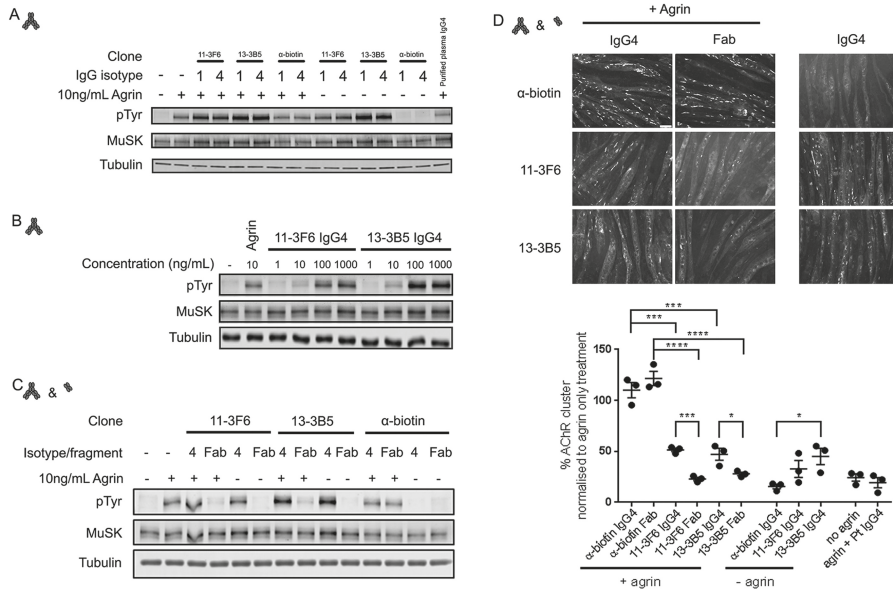 A
Clone 11-3F6 13-3B5 α-biotin 11-3F6 13-3B5 α-biotin Purified plasma IgG4
IgG isotype - - 1 4 1 4 1 4 1 4 1 4 1 4
10ng/mL Agrin - + + + + + + + - - - - - - +
pTyr
MuSK
Tubulin
B
Agrin 11-3F6 IgG4 13-3B5 IgG4
Concentration (ng/mL) - 10 1 10 100 1000 1 10 100 1000
pTyr
MuSK
Tubulin
C
&
Clone 11-3F6 13-3B5 α-biotin
Isotype/fragment - - 4 Fab 4 Fab 4 Fab 4 Fab 4 Fab 4 Fab
10ng/mL Agrin - + + + - - + + - - + + - -
pTyr
MuSK
Tubulin
D
&
+ Agrin
IgG4 Fab IgG4
α-biotin
11-3F6
13-3B5
***
***
****
****
*** * *
% AChR cluster
normalised to agrin only treatment
150
100
50
0
α-biotin IgG4
α-biotin Fab
11-3F6 IgG4
11-3F6 Fab
13-3B5 IgG4
13-3B5 Fab
α-biotin IgG4
11-3F6 IgG4
13-3B5 IgG4
no agrin
agrin + Pt IgG4
+ agrin - agrin